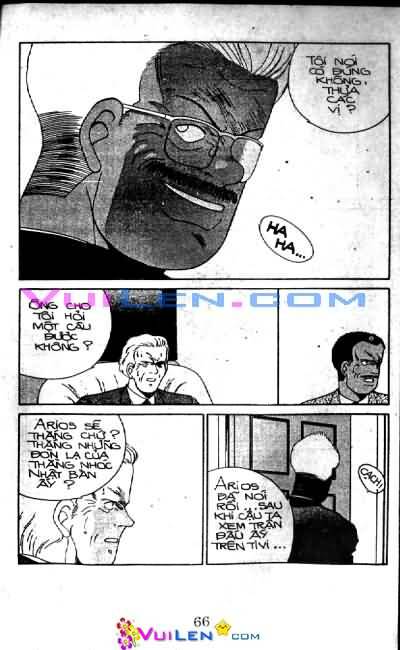 TÔI NÓI
CÓ ĐÚNG
KHÔNG,
THƯA
CÁC
VỊ?
HA
HA...
VUILEN.COM
ÔNG CHO
TÔI HỎI
MỘT CÂU
ĐƯỢC
KHÔNG?
ARIOS SẼ
THẮNG CHỨ?
THẮNG NHỮNG
ĐÒN LẠ CỦA
THẰNG NHÓC
NHẬT BẢN
ẤY ?
ARIOS
ĐÃ NÓI
RỒI... SAU
KHI CẬU TA
XEM TRẬN
ĐẤU ẤY
TRÊN TIVI...
CẠCH!
66
VUILEN COM